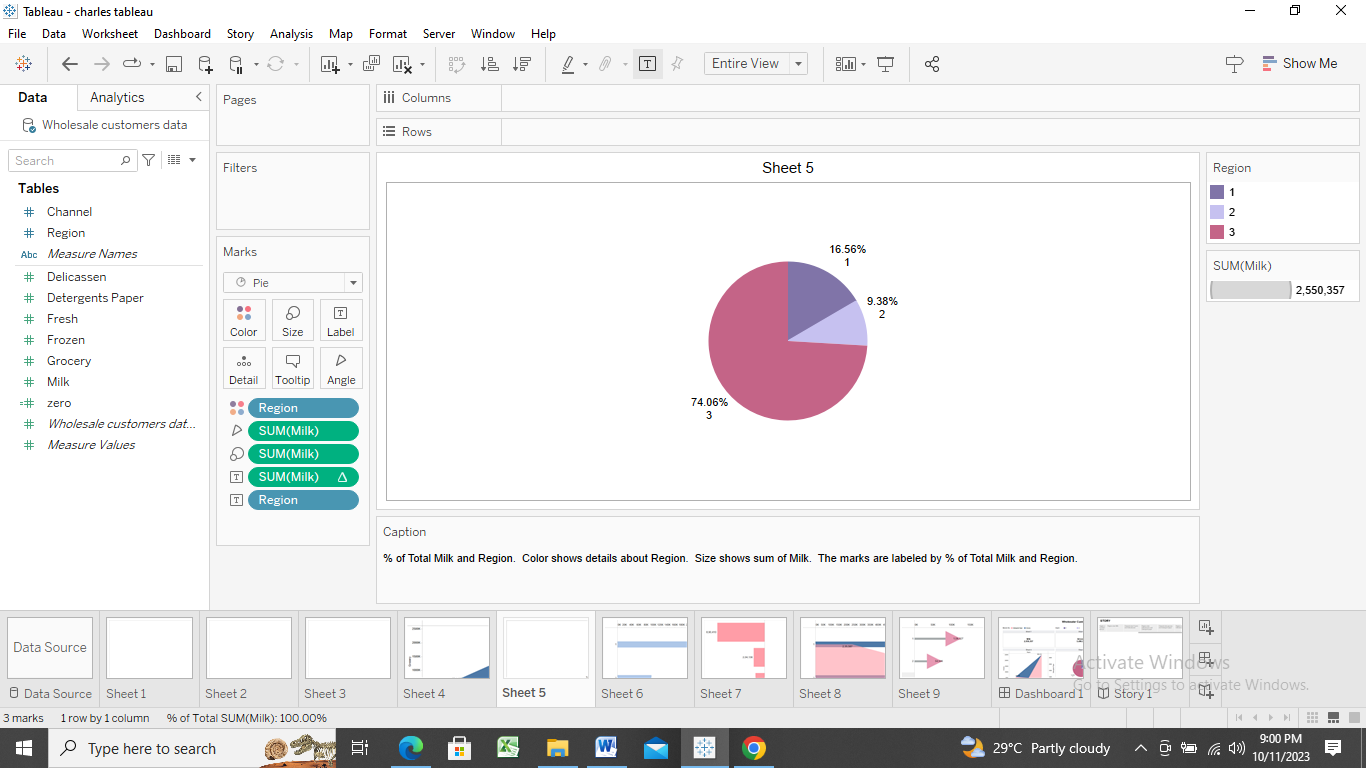 Tableau - charles tableau
File Data Worksheet Dashboard Story Analysis Map Format Server Window Help
Entire View
Show Me
Data Analytics
Wholesale customers data
Search
Tables
Channel
Region
Abc Measure Names
Delicassen
Detergents Paper
Fresh
Frozen
Grocery
Milk
zero
Wholesale customers dat...
Measure Values
Pages
Filters
Marks
Pie
Color Size Label
Detail Tooltip Angle
Region
SUM(Milk)
SUM(Milk)
SUM(Milk)
Region
Columns
Rows
Sheet 5
16.56%
1
9.38%
2
74.06%
3
Caption
% of Total Milk and Region. Color shows details about Region. Size shows sum of Milk. The marks are labeled by % of Total Milk and Region.
Region
1
2
3
SUM(Milk)
2,550,357
Data Source
Data Source Sheet 1 Sheet 2 Sheet 3 Sheet 4 Sheet 5 Sheet 6 Sheet 7 Sheet 8 Sheet 9 Dashboard 1 Story 1
Activate Windows
Go to Settings to activate Windows.
3 marks 1 row by 1 column % of Total SUM(Milk): 100.00%
Type here to search
29°C Partly cloudy
9:00 PM
10/11/2023